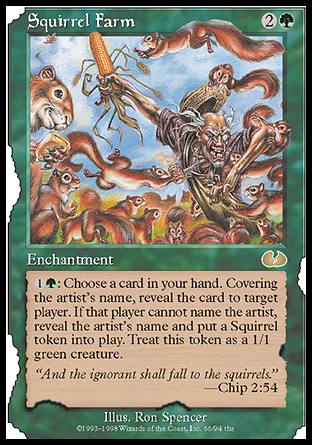 Squirrel Farm 2
Enchantment
1 : Choose a card in your hand. Covering
the artist's name, reveal the card to target
player. If that player cannot name the artist,
reveal the artist's name and put a Squirrel
token into play. Treat this token as a 1/1
green creature.
"And the ignorant shall fall to the squirrels."
—Chip 2:54
Illus. Ron Spencer
©1993–1998 Wizards of the Coast, Inc. 66/94 the